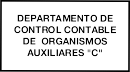 DEPARTAMENTO DE
CONTROL CONTABLE
DE ORGANISMOS
AUXILIARES "C"